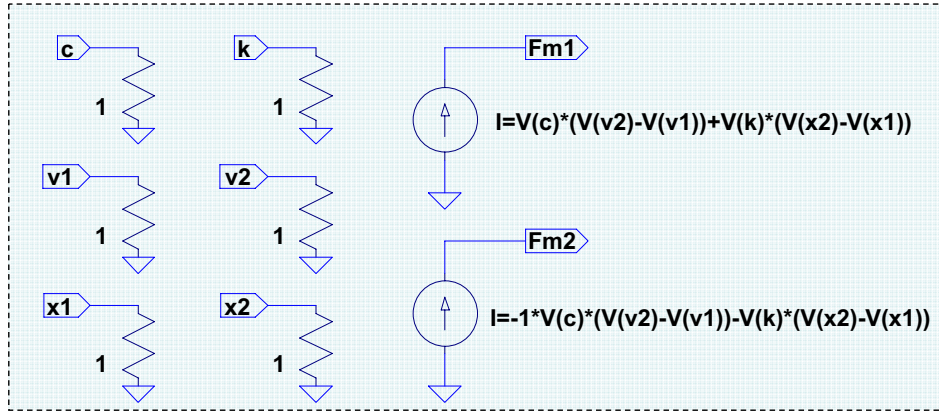 c
k
Fm1
1
1
I=V(c)*(V(v2)-V(v1))+V(k)*(V(x2)-V(x1))
v1
v2
1
1
Fm2
x1
x2
I=-1*V(c)*(V(v2)-V(v1))-V(k)*(V(x2)-V(x1))
1
1